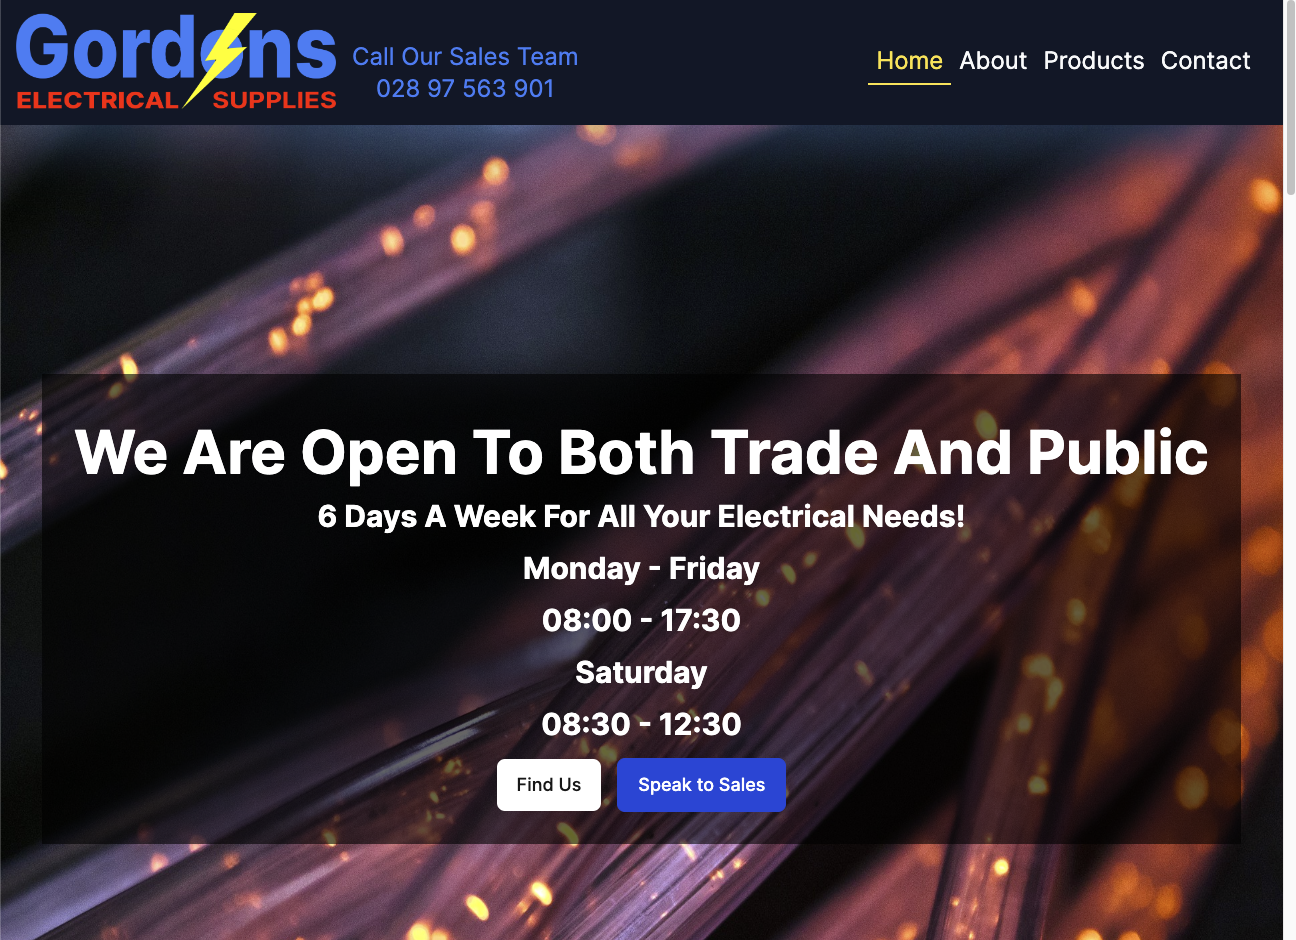 Gordons
ELECTRICAL SUPPLIES
Call Our Sales Team
028 97 563 901
Home About Products Contact
We Are Open To Both Trade And Public
6 Days A Week For All Your Electrical Needs!
Monday - Friday
08:00 - 17:30
Saturday
08:30 - 12:30
Find Us Speak to Sales